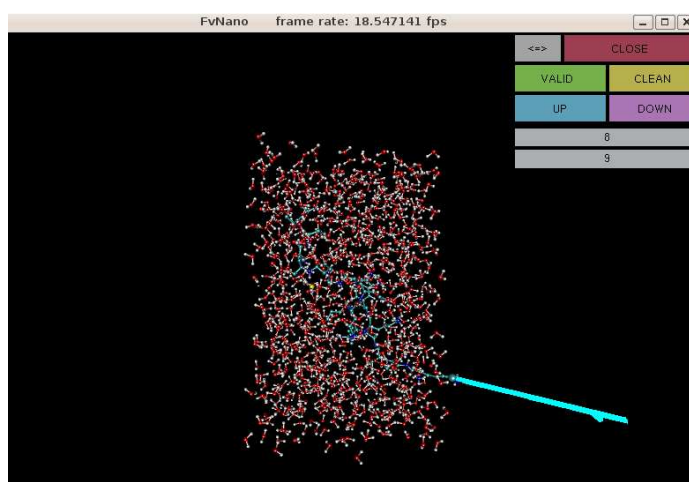 FvNano frame rate: 18.547141 fps
<=> CLOSE
VALID CLEAN
UP DOWN
8
9